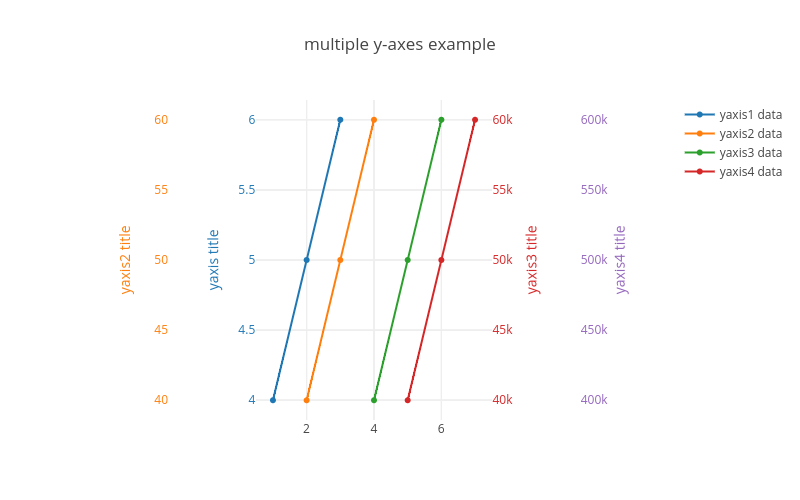 multiple y-axes example
60 6 60k 600k yaxis1 data
yaxis2 data
yaxis3 data
yaxis4 data
55 5.5 55k 550k
yaxis2 title yaxis title yaxis3 title yaxis4 title
50 5 50k 500k
45 4.5 45k 450k
40 4 40k 400k
2 4 6